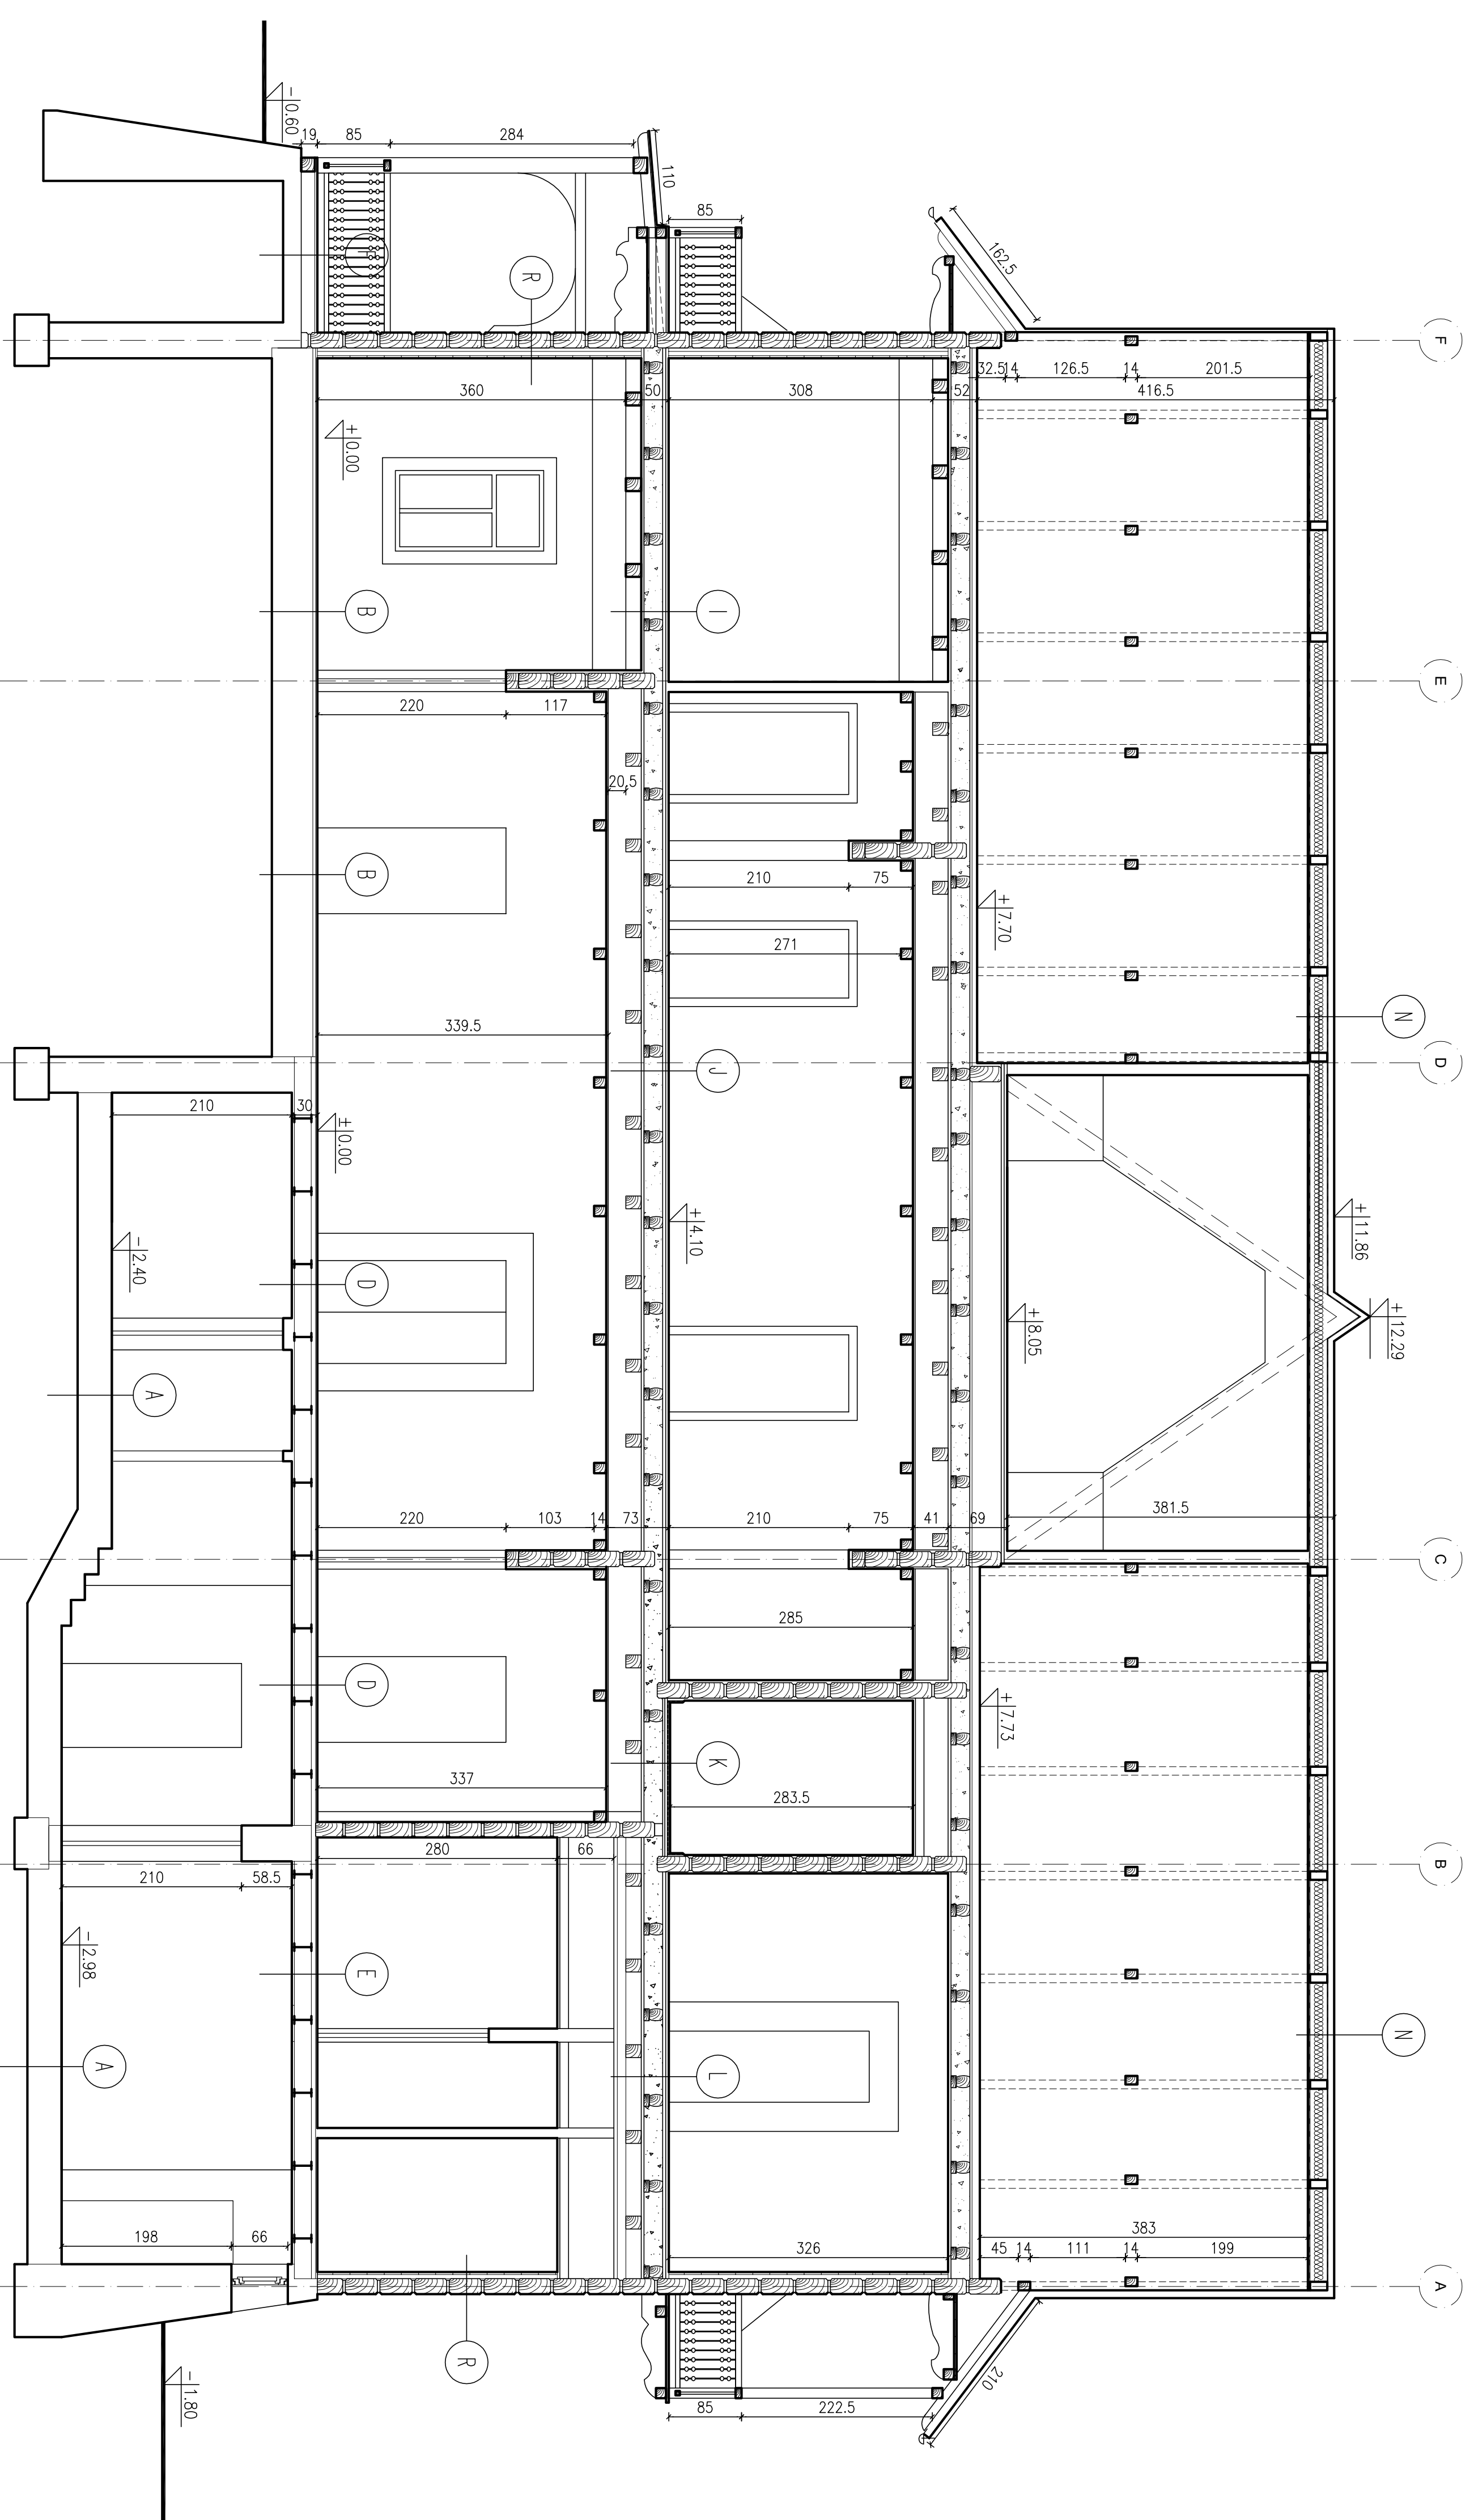 -0.60
19
85
284
110
85
162.5
F
R
F
360
50
308
52
32.5
14
126.5
14
201.5
416.5
+0.00
B
I
E
220
117
20,5
B
210
75
271
+7.70
N
339.5
J
D
210
30
±0.00
+4.10
-2.40
D
+11.86
+12.29
+8.05
A
381.5
220
103
14
73
210
75
41
69
C
285
D
+7.73
K
337
283.5
280
66
B
210
58.5
-2.98
E
N
A
L
198
66
326
383
45
14
111
14
199
A
R
-1.80
85
222.5
210